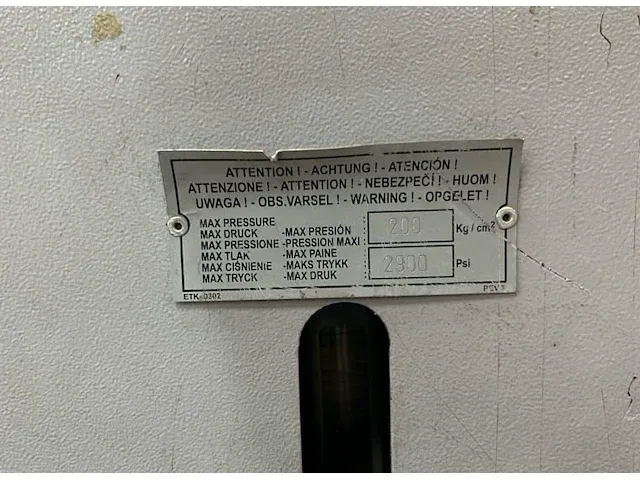 ATTENTION ! - ACHTUNG ! - ATENCIÓN !
ATTENZIONE ! - ATTENTION ! - NEBEZPEČÍ ! - HUOM !
UWAGA ! - OBS.VARSEL ! - WARNING ! - OPGELET !
MAX PRESSURE
MAX DRUCK -MAX PRESIÓN
MAX PRESSIONE -PRESSION MAXI
MAX TLAK -MAX PAINE
MAX CIŚNIENIE -MAKS TRYKK
MAX TRYCK -MAX DRUK
200 Kg / cm²
2900 Psi
ETK 0302
REV3